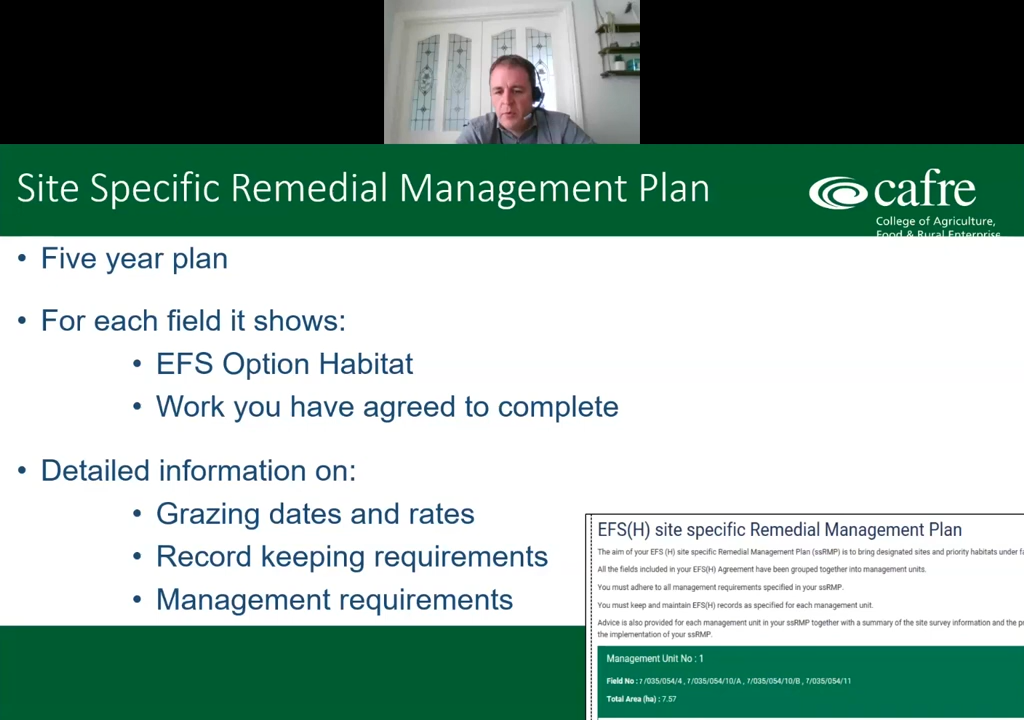 Site Specific Remedial Management Plan
cafre
College of Agriculture,
Food & Rural Enterprise
• Five year plan
• For each field it shows:
• EFS Option Habitat
• Work you have agreed to complete
• Detailed information on:
• Grazing dates and rates
• Record keeping requirements
• Management requirements
EFS(H) site specific Remedial Management Plan
The aim of your EFS (H) site specific Remedial Management Plan (ssRMP) is to bring designated sites and priority habitats under
All the fields included in your EFS(H) Agreement have been grouped together into management units.
You must adhere to all management requirements specified in your ssRMP.
You must keep and maintain EFS(H) records as specified for each management unit.
Advice is also provided for each management unit in your ssRMP together with a summary of the site survey information and the
the implementation of your ssRMP.
Management Unit No : 1
Field No : 7/035/054/4 , 7/035/054/10/A , 7/035/054/10/B , 7/035/054/11
Total Area (ha) : 7.57